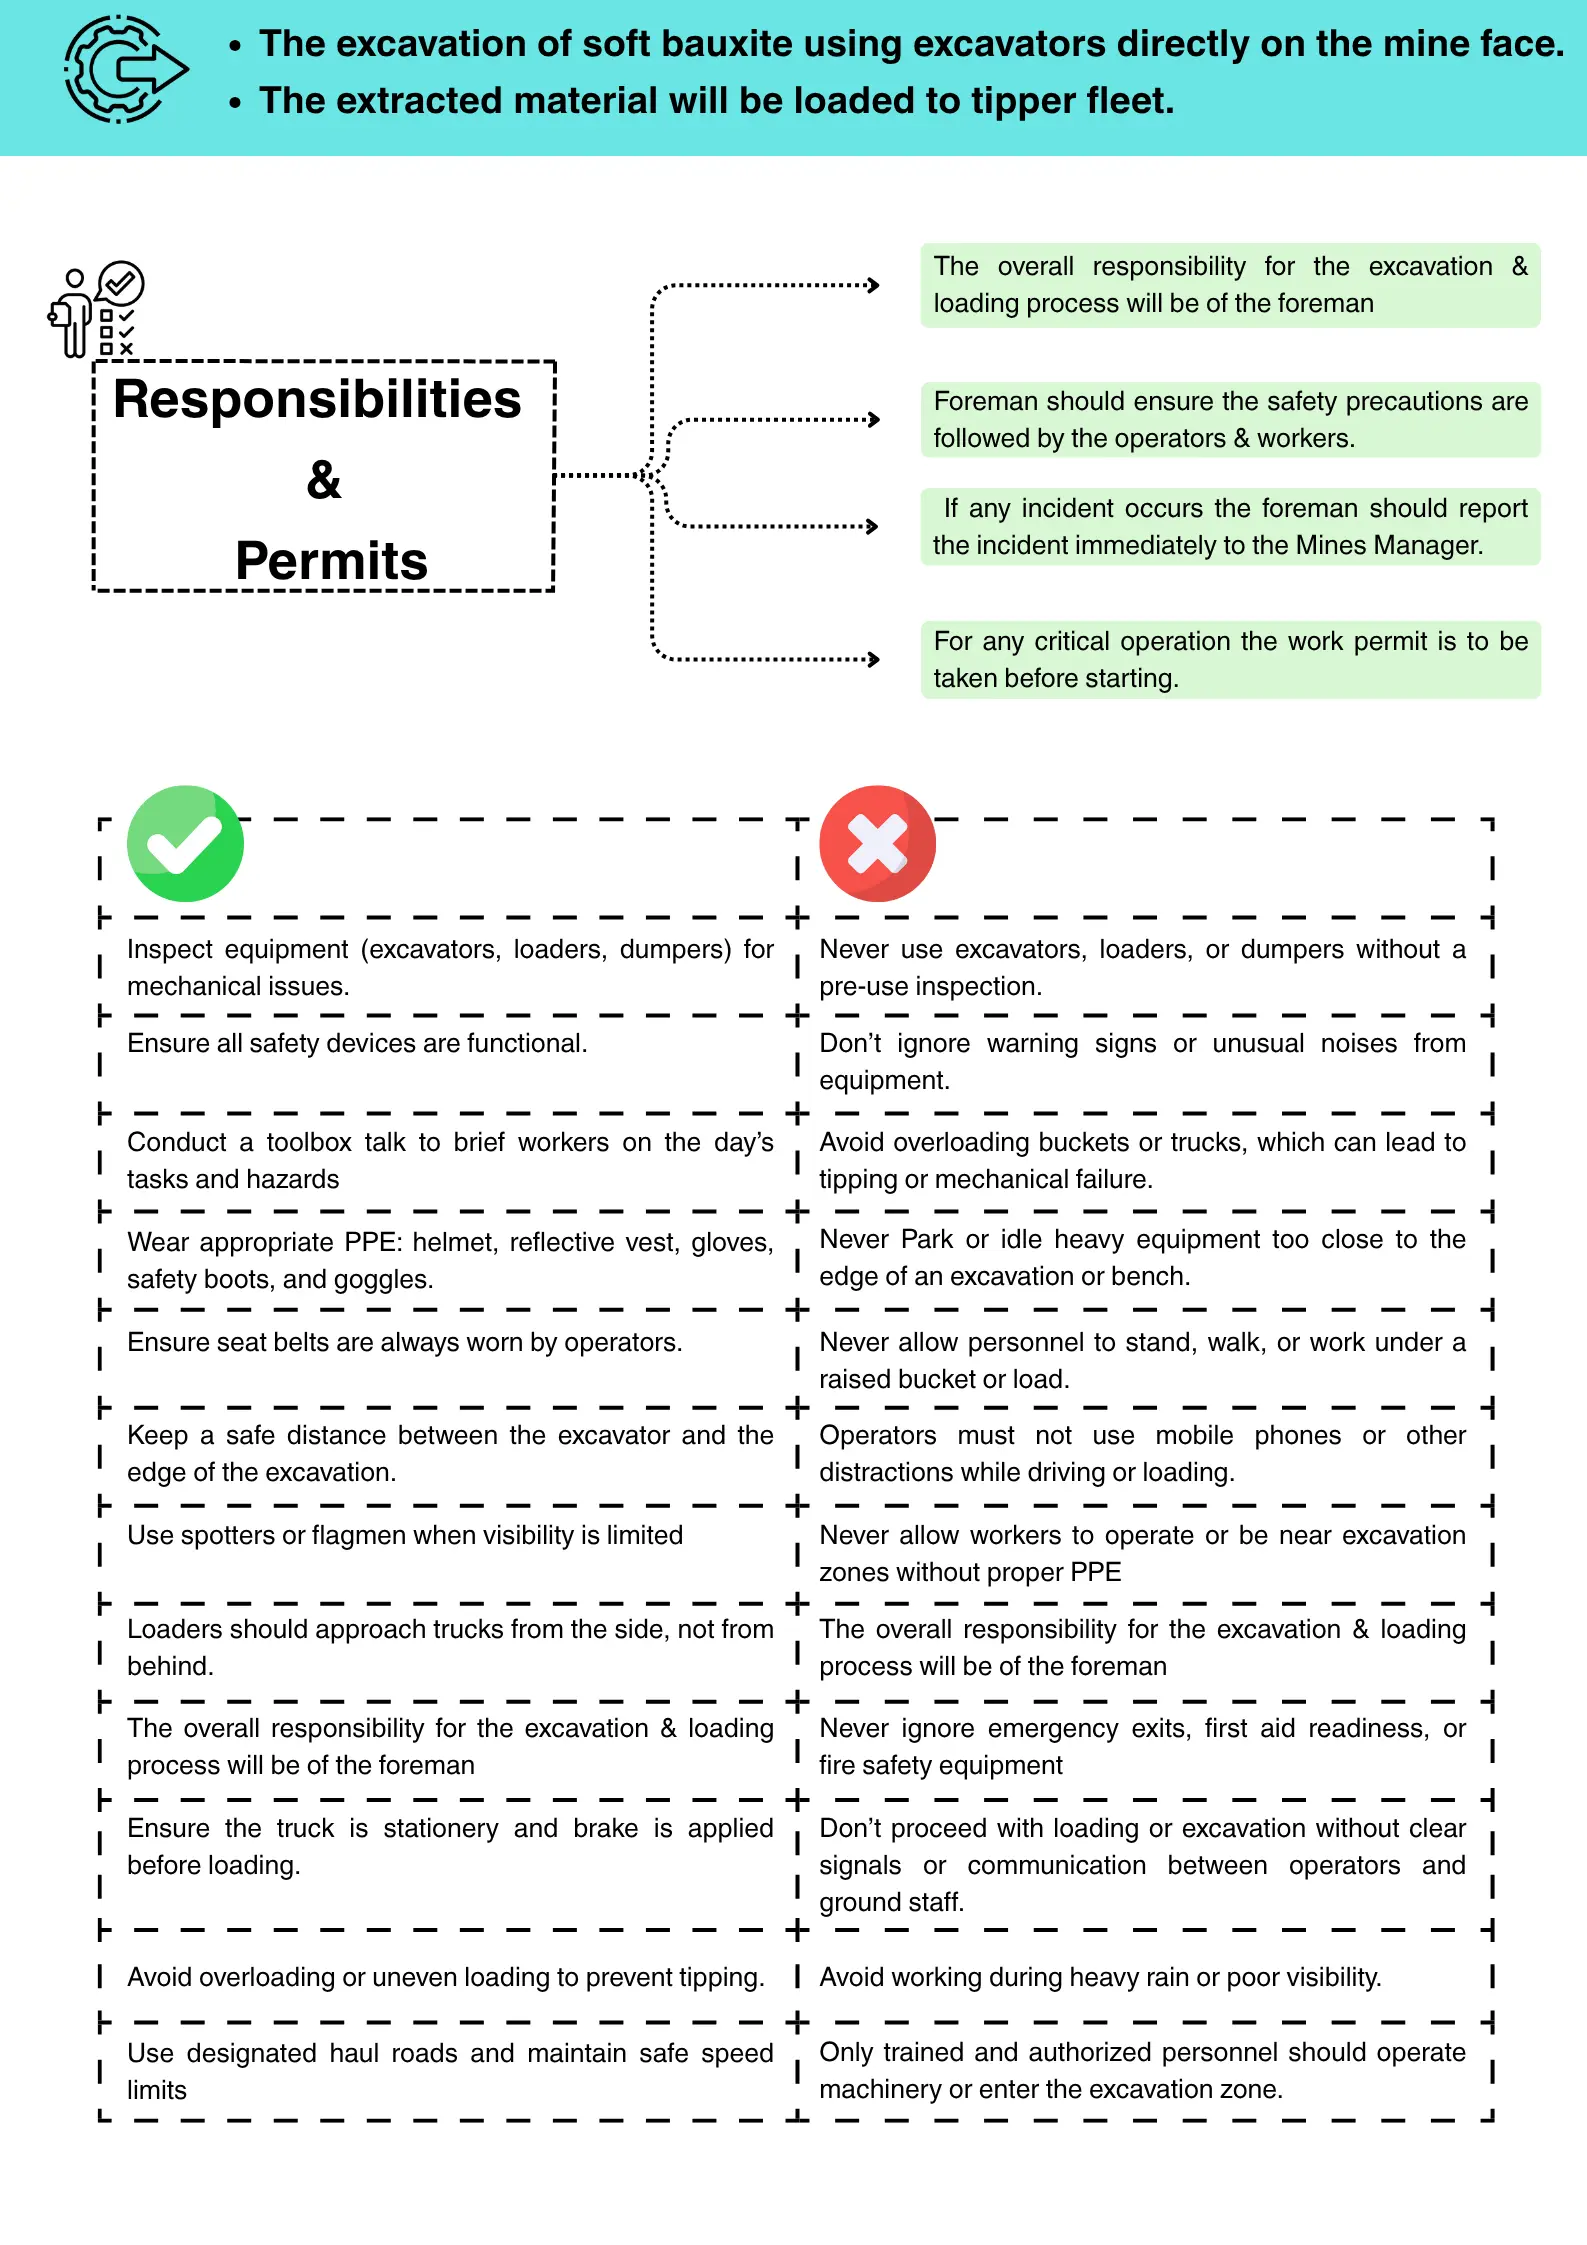 • The excavation of soft bauxite using excavators directly on the mine face.
• The extracted material will be loaded to tipper fleet.
Responsibilities
&
Permits
The overall responsibility for the excavation &
loading process will be of the foreman
Foreman should ensure the safety precautions are
followed by the operators & workers.
If any incident occurs the foreman should report
the incident immediately to the Mines Manager.
For any critical operation the work permit is to be
taken before starting.
Inspect equipment (excavators, loaders, dumpers) for
mechanical issues.
Never use excavators, loaders, or dumpers without a
pre-use inspection.
Ensure all safety devices are functional.
Don’t ignore warning signs or unusual noises from
equipment.
Conduct a toolbox talk to brief workers on the day’s
tasks and hazards
Avoid overloading buckets or trucks, which can lead to
tipping or mechanical failure.
Wear appropriate PPE: helmet, reflective vest, gloves,
safety boots, and goggles.
Never Park or idle heavy equipment too close to the
edge of an excavation or bench.
Ensure seat belts are always worn by operators.
Never allow personnel to stand, walk, or work under a
raised bucket or load.
Keep a safe distance between the excavator and the
edge of the excavation.
Operators must not use mobile phones or other
distractions while driving or loading.
Use spotters or flagmen when visibility is limited
Never allow workers to operate or be near excavation
zones without proper PPE
Loaders should approach trucks from the side, not from
behind.
The overall responsibility for the excavation & loading
process will be of the foreman
The overall responsibility for the excavation & loading
process will be of the foreman
Never ignore emergency exits, first aid readiness, or
fire safety equipment
Ensure the truck is stationery and brake is applied
before loading.
Don’t proceed with loading or excavation without clear
signals or communication between operators and
ground staff.
Avoid overloading or uneven loading to prevent tipping.
Avoid working during heavy rain or poor visibility.
Use designated haul roads and maintain safe speed
limits
Only trained and authorized personnel should operate
machinery or enter the excavation zone.